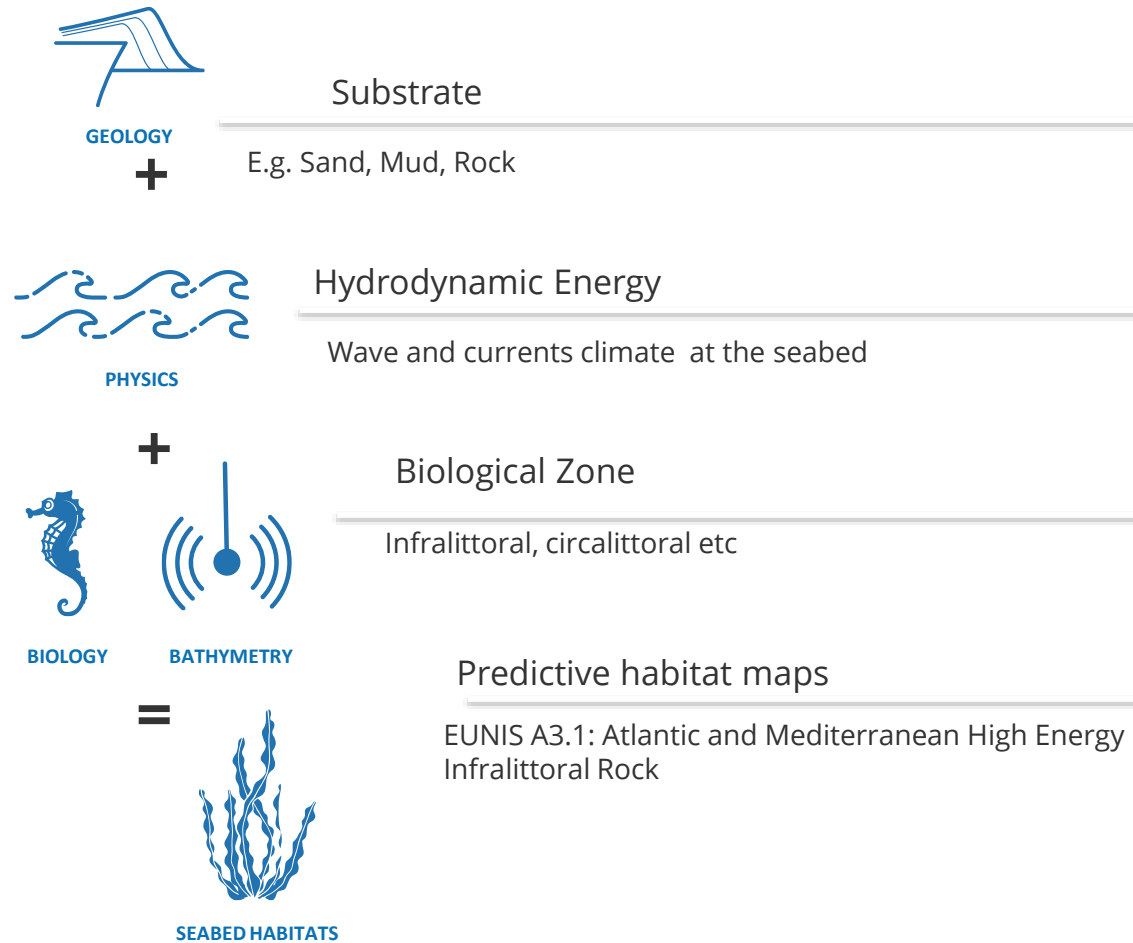 Substrate
GEOLOGY
+
E.g. Sand, Mud, Rock
Hydrodynamic Energy
Wave and currents climate at the seabed
PHYSICS
+
Biological Zone
Infralittoral, circalittoral etc
BIOLOGY
BATHYMETRY
Predictive habitat maps
=
EUNIS A3.1: Atlantic and Mediterranean High Energy
Infralittoral Rock
SEABED HABITATS